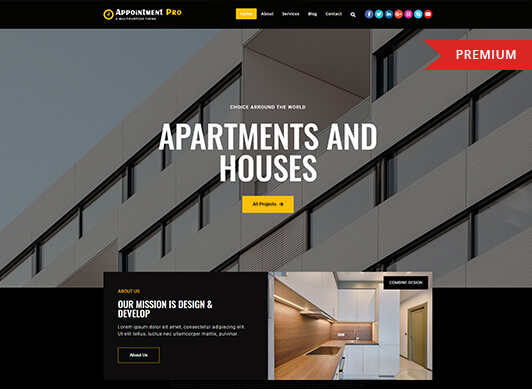 Appointment Pro
A MULTIPURPOSE THEME
Home About Services Blog Contact
PREMIUM
CHOICE ARROUND THE WORLD
APARTMENTS AND
HOUSES
All Projects →
COMBINE DESIGN
ABOUT US
OUR MISSION IS DESIGN &
DEVELOP
Lorem ipsum dolor sit amet, consectetur adipiscing elit.
Ut elit tellus, luctus nec ullamcorper mattis, pulvinar.
About Us